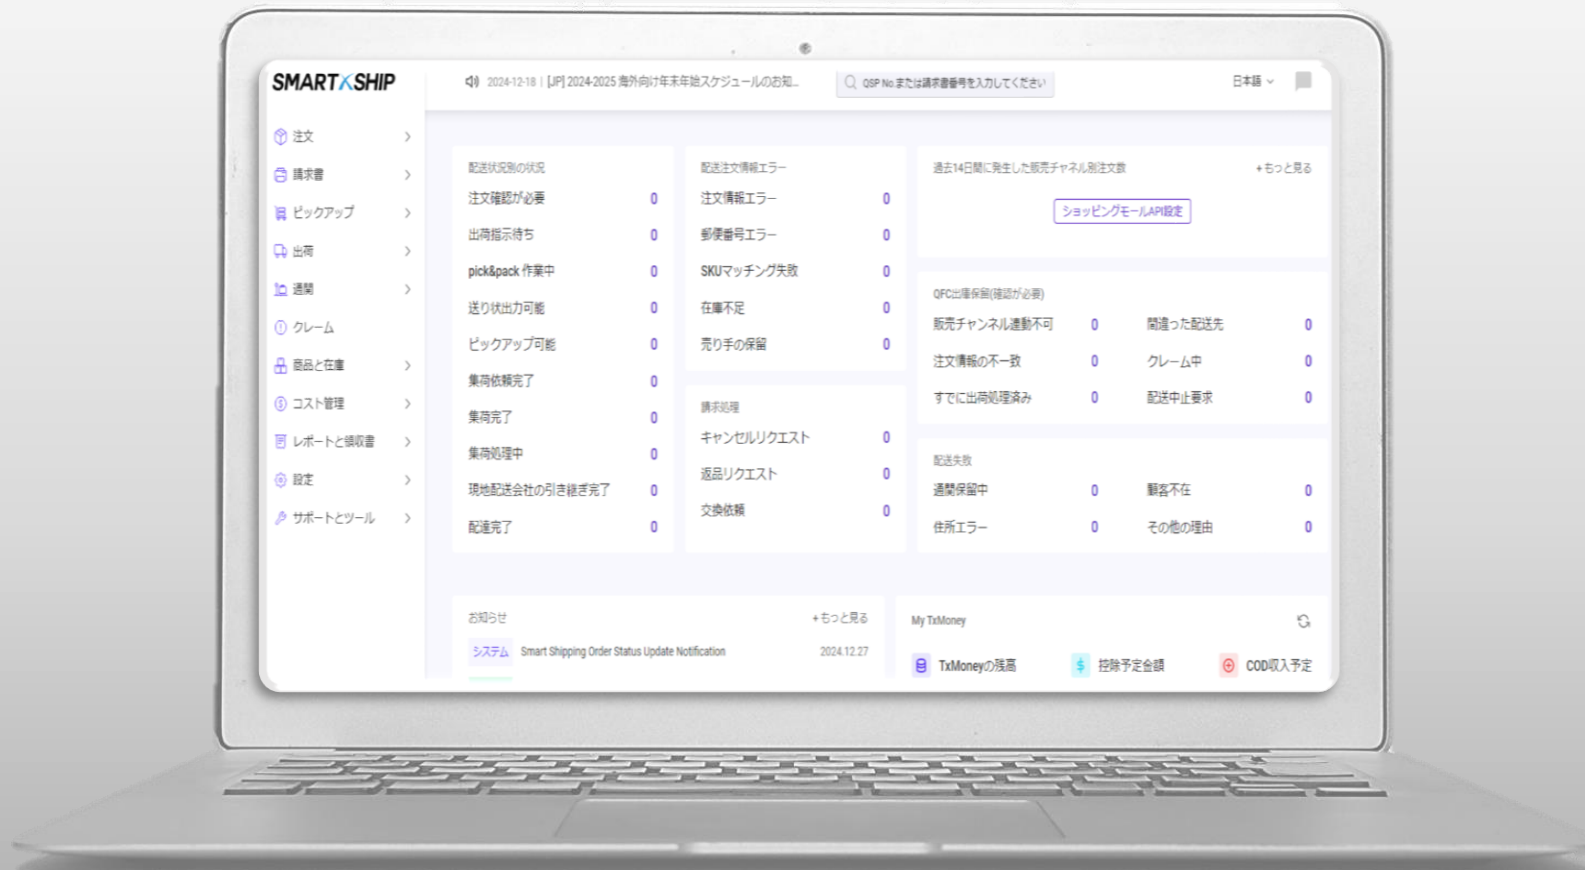 SMARTXSHIP
2024-12-18 | [JP] 2024-2025 海外向け年末年始スケジュールのお知...
QSP No.または請求書番号を入力してください
日本語
注文
請求書
ピックアップ
出荷
通関
クレーム
商品と在庫
コスト管理
レポートと領収書
設定
サポートとツール
配送状況別の状況
注文確認が必要 0
出荷指示待ち 0
pick&pack 作業中 0
送り状出力可能 0
ピックアップ可能 0
集荷依頼完了 0
集荷完了 0
集荷処理中 0
現地配送会社の引き継ぎ完了 0
配達完了 0
配送注文情報エラー
注文情報エラー 0
郵便番号エラー 0
SKUマッチング失敗 0
在庫不足 0
売り手の保留 0
請求処理
キャンセルリクエスト 0
返品リクエスト 0
交換依頼 0
過去14日間に発生した販売チャネル別注文数
+もっと見る
ショッピングモールAPI設定
QFC出庫保留(確認が必要)
販売チャンネル連動不可 0 間違った配送先 0
注文情報の不一致 0 クレーム中 0
すでに出荷処理済み 0 配送中止要求 0
配送失敗
通関保留中 0 顧客不在 0
住所エラー 0 その他の理由 0
お知らせ +もっと見る
システム Smart Shipping Order Status Update Notification 2024.12.27
My TxMoney
TxMoneyの残高 控除予定金額 COD収入予定